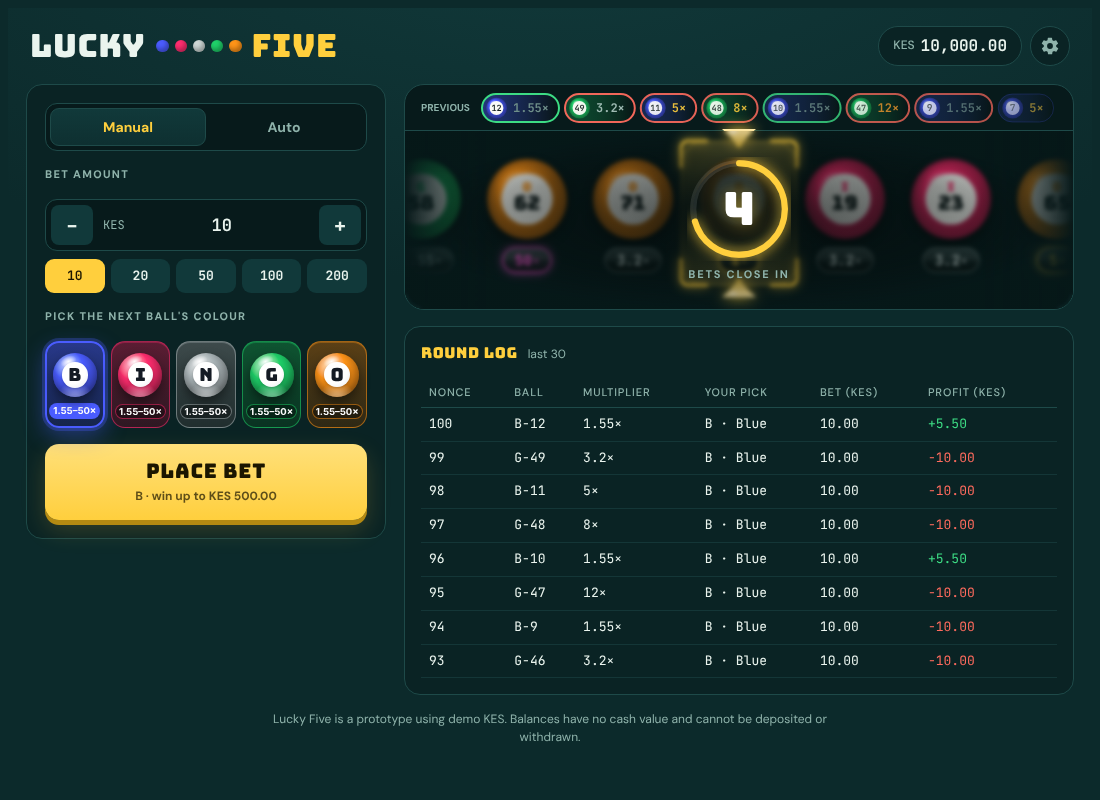 LUCKY FIVE
KES 10,000.00
Manual Auto
BET AMOUNT
− KES 10 +
10 20 50 100 200
PICK THE NEXT BALL'S COLOUR
B I N G O
1.55–50× 1.55–50× 1.55–50× 1.55–50× 1.55–50×
PLACE BET
B · win up to KES 500.00
PREVIOUS 12 1.55× 49 3.2× 11 5× 48 8× 10 1.55× 47 12× 9 1.55× 7 5×
62 71 4 19 23
50× 3.2× 3.2× 3.2×
BETS CLOSE IN
ROUND LOG last 30
NONCE BALL MULTIPLIER YOUR PICK BET (KES) PROFIT (KES)
100 B-12 1.55× B · Blue 10.00 +5.50
99 G-49 3.2× B · Blue 10.00 -10.00
98 B-11 5× B · Blue 10.00 -10.00
97 G-48 8× B · Blue 10.00 -10.00
96 B-10 1.55× B · Blue 10.00 +5.50
95 G-47 12× B · Blue 10.00 -10.00
94 B-9 1.55× B · Blue 10.00 -10.00
93 G-46 3.2× B · Blue 10.00 -10.00
Lucky Five is a prototype using demo KES. Balances have no cash value and cannot be deposited or
withdrawn.